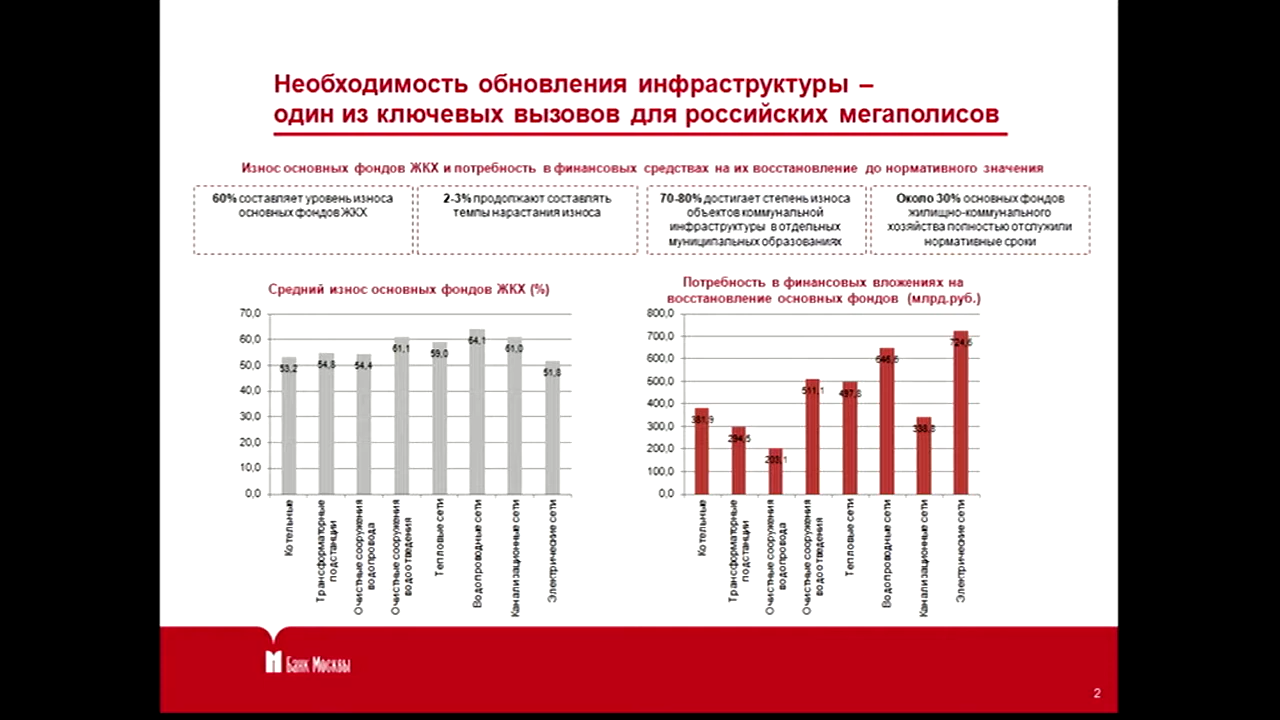 Необходимость обновления инфраструктуры –
один из ключевых вызовов для российских мегаполисов
Износ основных фондов ЖКХ и потребность в финансовых средствах на их восстановление до нормативного значения
60% составляет уровень износа
основных фондов ЖКХ
2-3% продолжают составлять
темпы нарастания износа
70-80% достигает степень износа
объектов коммунальной
инфраструктуры в отдельных
муниципальных образованиях
Около 30% основных фондов
жилищно-коммунального
хозяйства полностью отслужили
нормативные сроки
Средний износ основных фондов ЖКХ (%)
70,0
60,0
50,0
40,0
30,0
20,0
10,0
0,0
53,2
54,8
54,4
61,1
59,0
64,1
61,0
51,8
Котельные
Трансформаторные
подстанции
Очистные сооружения
водопровода
Очистные сооружения
водоотведения
Тепловые сети
Водопроводные сети
Канализационные сети
Электрические сети
Потребность в финансовых вложениях на
восстановление основных фондов (млрд.руб.)
800,0
700,0
600,0
500,0
400,0
300,0
200,0
100,0
0,0
381,9
294,5
203,1
511,1
497,8
646,6
338,8
724,6
Котельные
Трансформаторные
подстанции
Очистные сооружения
водопровода
Очистные сооружения
водоотведения
Тепловые сети
Водопроводные сети
Канализационные сети
Электрические сети
Банк Москвы
2